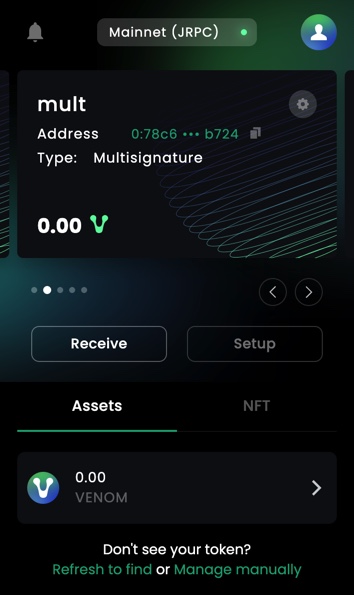 Mainnet (JRPC)
mult
Address 0:78c6 ••• b724
Type: Multisignature
0.00
Receive Setup
Assets NFT
0.00
VENOM
Don't see your token?
Refresh to find or Manage manually